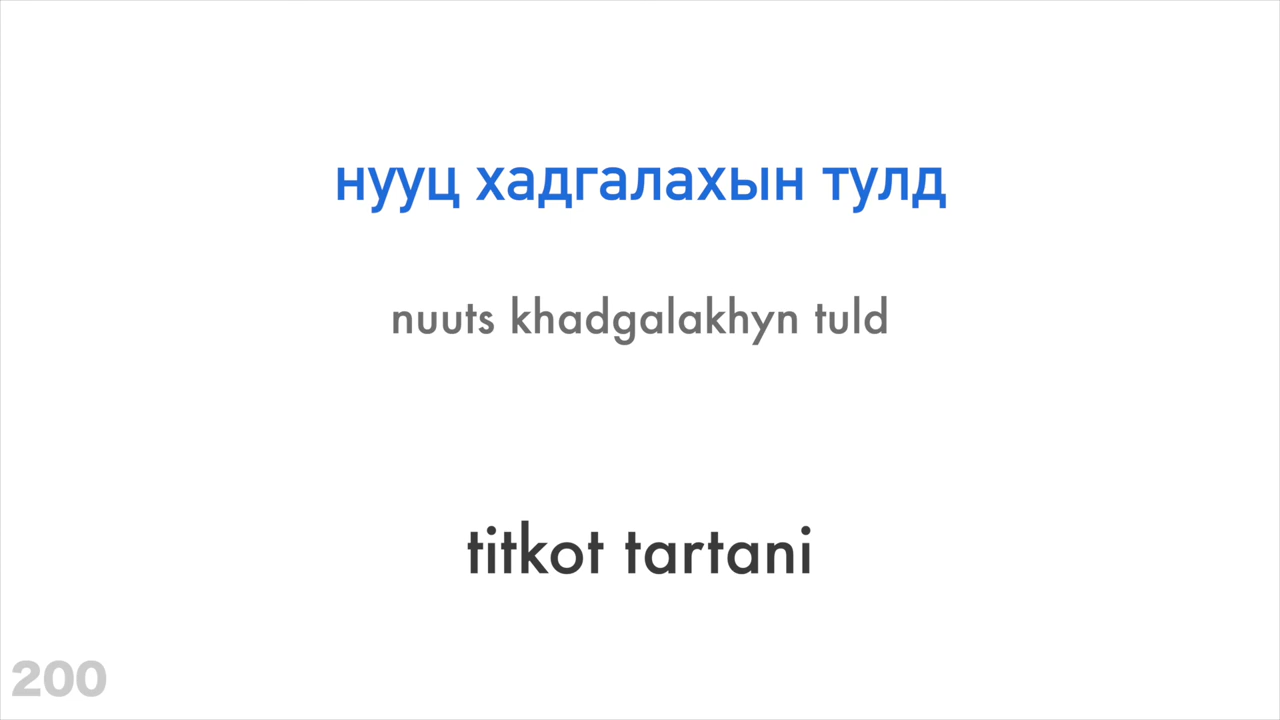 нууц хадгалахын тулд
nuuts khadgalakhyn tuld
titkot tartani
200